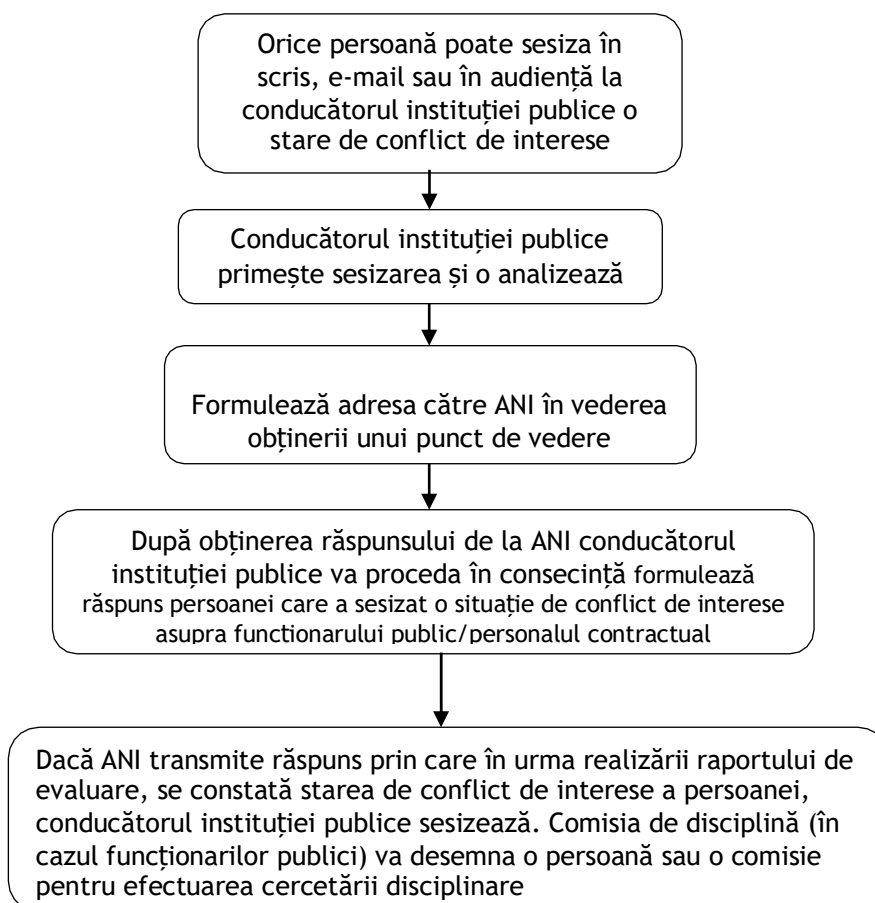 Orice persoană poate sesiza în
scris, e-mail sau în audiență la
conducătorul instituției publice o
stare de conflict de interese
Conducătorul instituției publice
primește sesizarea și o analizează
Formulează adresa către ANI în vederea
obținerii unui punct de vedere
După obținerea răspunsului de la ANI conducătorul
instituției publice va proceda în consecință formulează
răspuns persoanei care a sesizat o situație de conflict de interese
asupra funcționarului public/personalul contractual
Dacă ANI transmite răspuns prin care în urma realizării raportului de
evaluare, se constată starea de conflict de interese a persoanei,
conducătorul instituției publice sesizează. Comisia de disciplină (în
cazul funcționarilor publici) va desemna o persoană sau o comisie
pentru efectuarea cercetării disciplinare